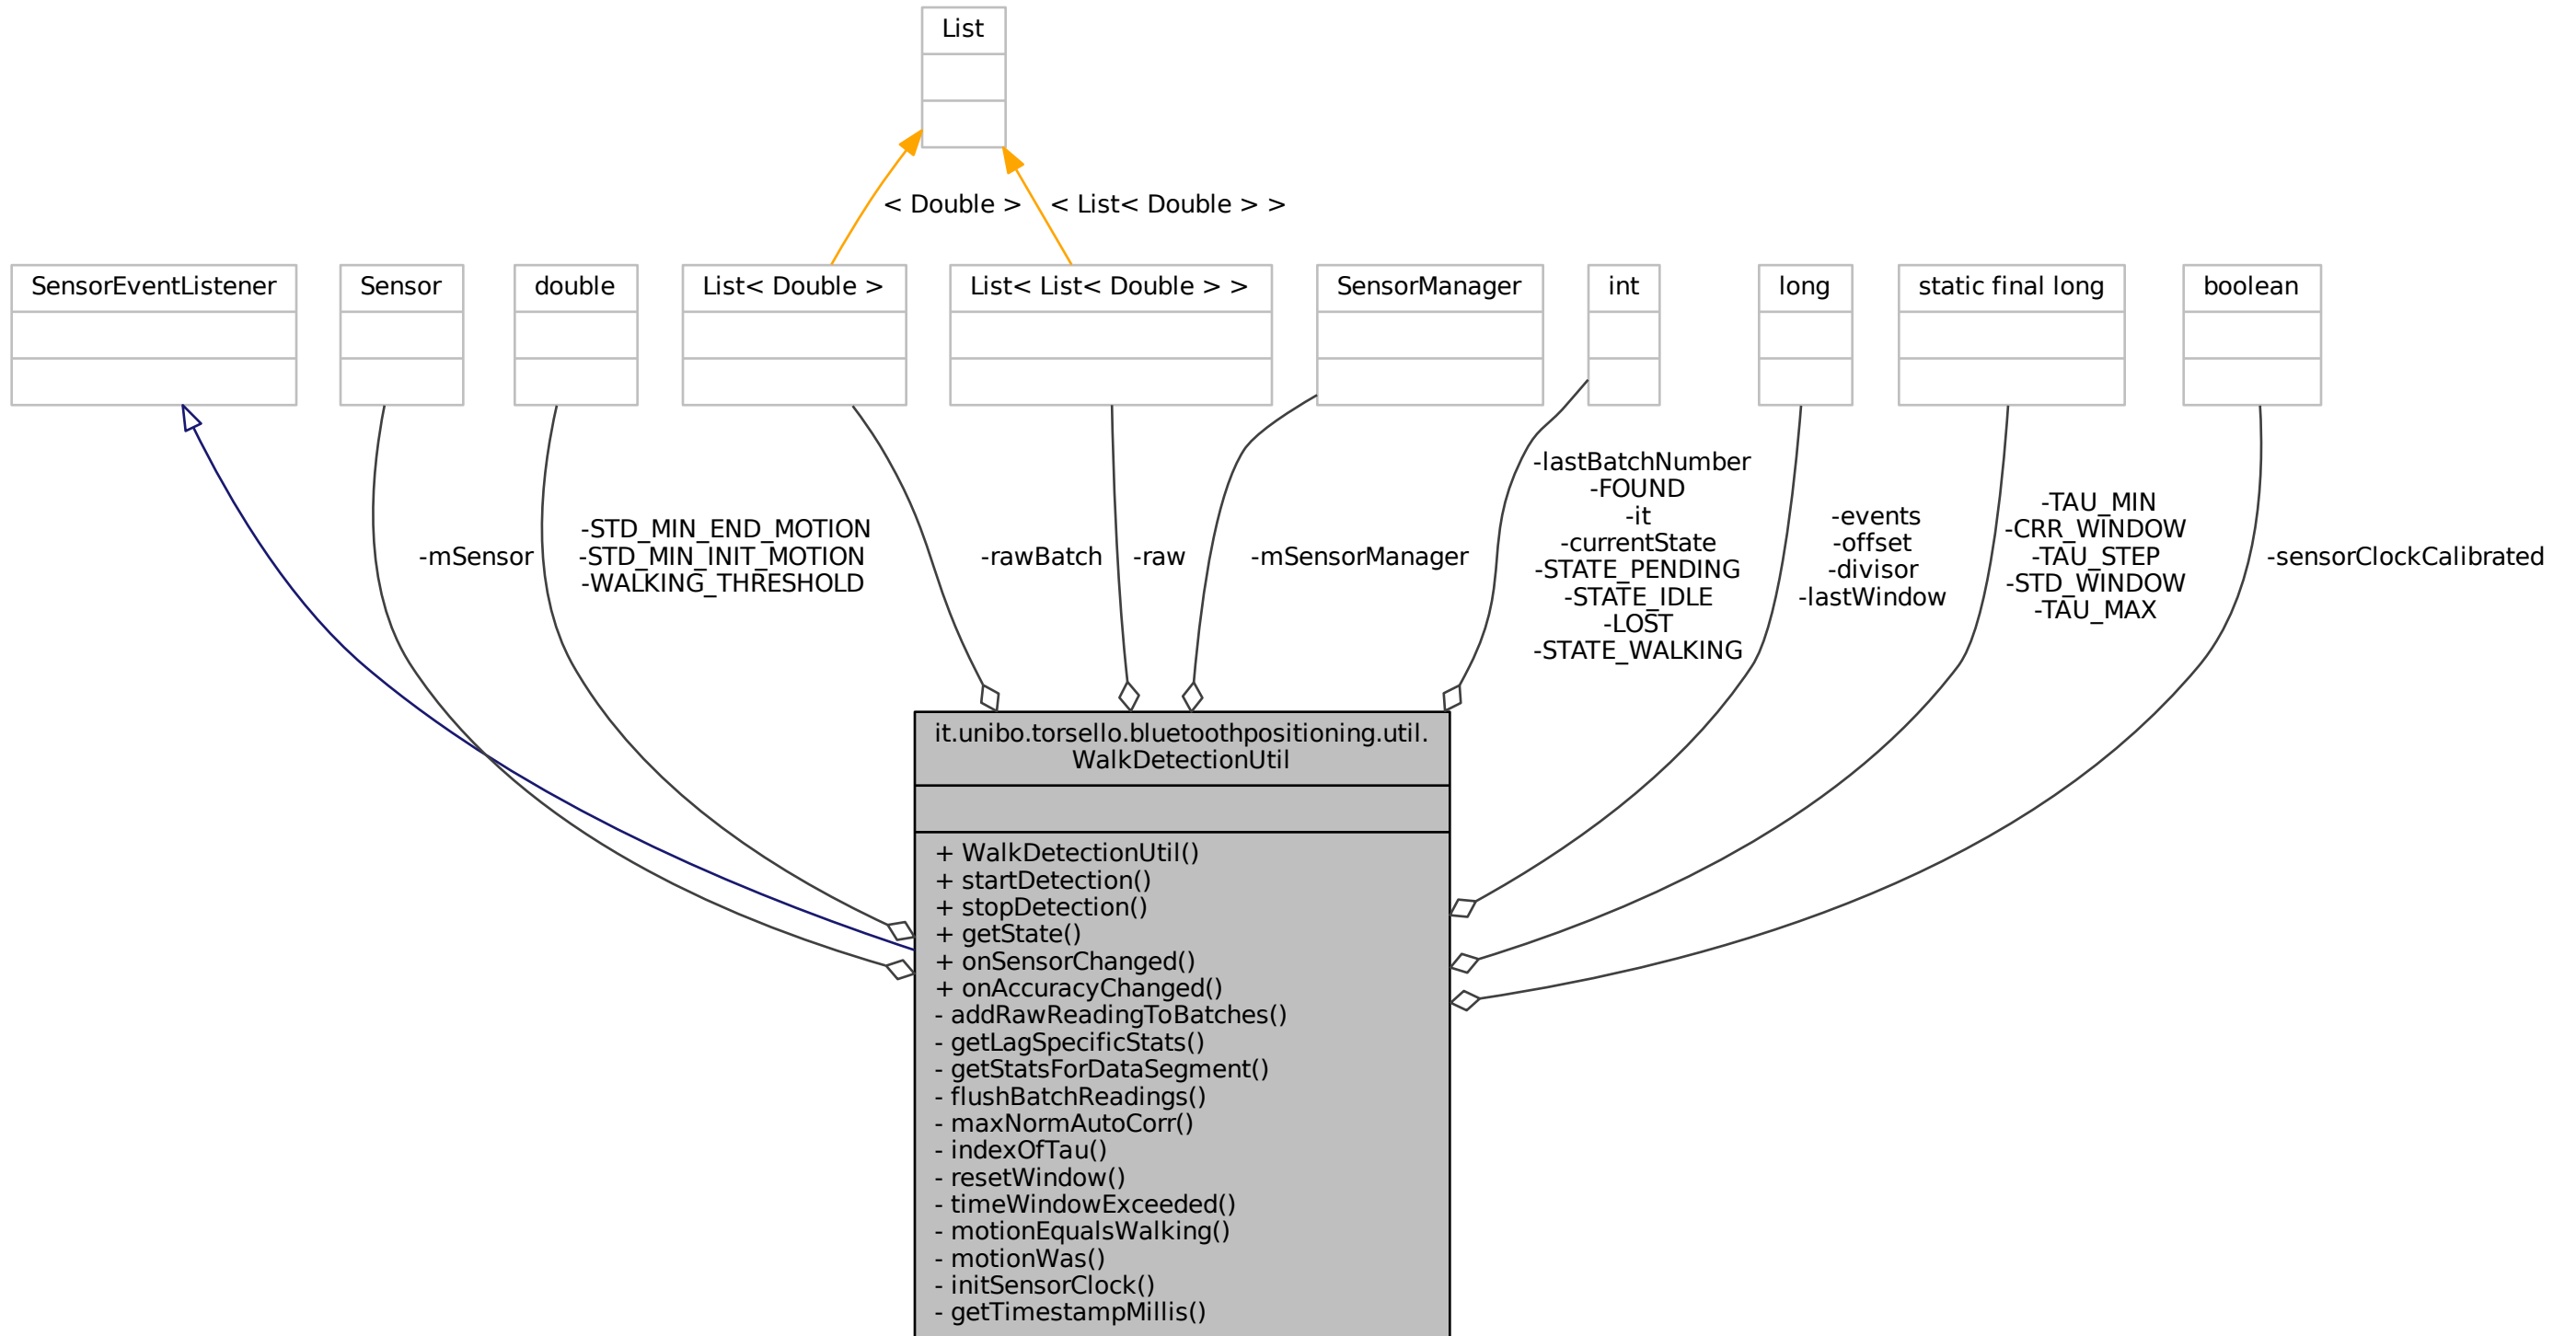 List
< Double >
< List< Double > >
SensorEventListener
Sensor
double
List< Double >
List< List< Double > >
SensorManager
int
long
static final long
boolean
-mSensor
-STD_MIN_END_MOTION
-STD_MIN_INIT_MOTION
-WALKING_THRESHOLD
-rawBatch
-raw
-mSensorManager
-lastBatchNumber
-FOUND
-it
-currentState
-STATE_PENDING
-STATE_IDLE
-LOST
-STATE_WALKING
-events
-offset
-divisor
-lastWindow
-TAU_MIN
-CRR_WINDOW
-TAU_STEP
-STD_WINDOW
-TAU_MAX
-sensorClockCalibrated
it.unibo.torsello.bluetoothpositioning.util.
WalkDetectionUtil
+ WalkDetectionUtil()
+ startDetection()
+ stopDetection()
+ getState()
+ onSensorChanged()
+ onAccuracyChanged()
- addRawReadingToBatches()
- getLagSpecificStats()
- getStatsForDataSegment()
- flushBatchReadings()
- maxNormAutoCorr()
- indexOfTau()
- resetWindow()
- timeWindowExceeded()
- motionEqualsWalking()
- motionWas()
- initSensorClock()
- getTimestampMillis()